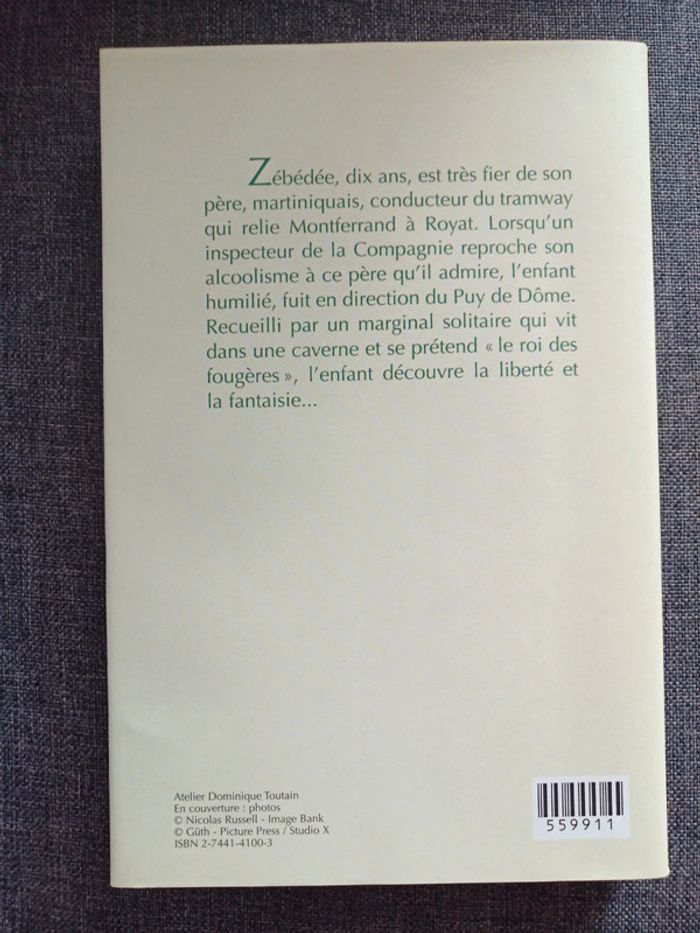 Zébédée, dix ans, est très fier de son
père, martiniquais, conducteur du tramway
qui relie Montferrand à Royat. Lorsqu'un
inspecteur de la Compagnie reproche son
alcoolisme à ce père qu'il admire, l'enfant
humilié, fuit en direction du Puy de Dôme.
Recueilli par un marginal solitaire qui vit
dans une caverne et se prétend « le roi des
fougères », l'enfant découvre la liberté et
la fantaisie...
Atelier Dominique Toutain
En couverture : photos
© Nicolas Russell - Image Bank
© Güth - Picture Press / Studio X
ISBN 2-7441-4100-3
559911